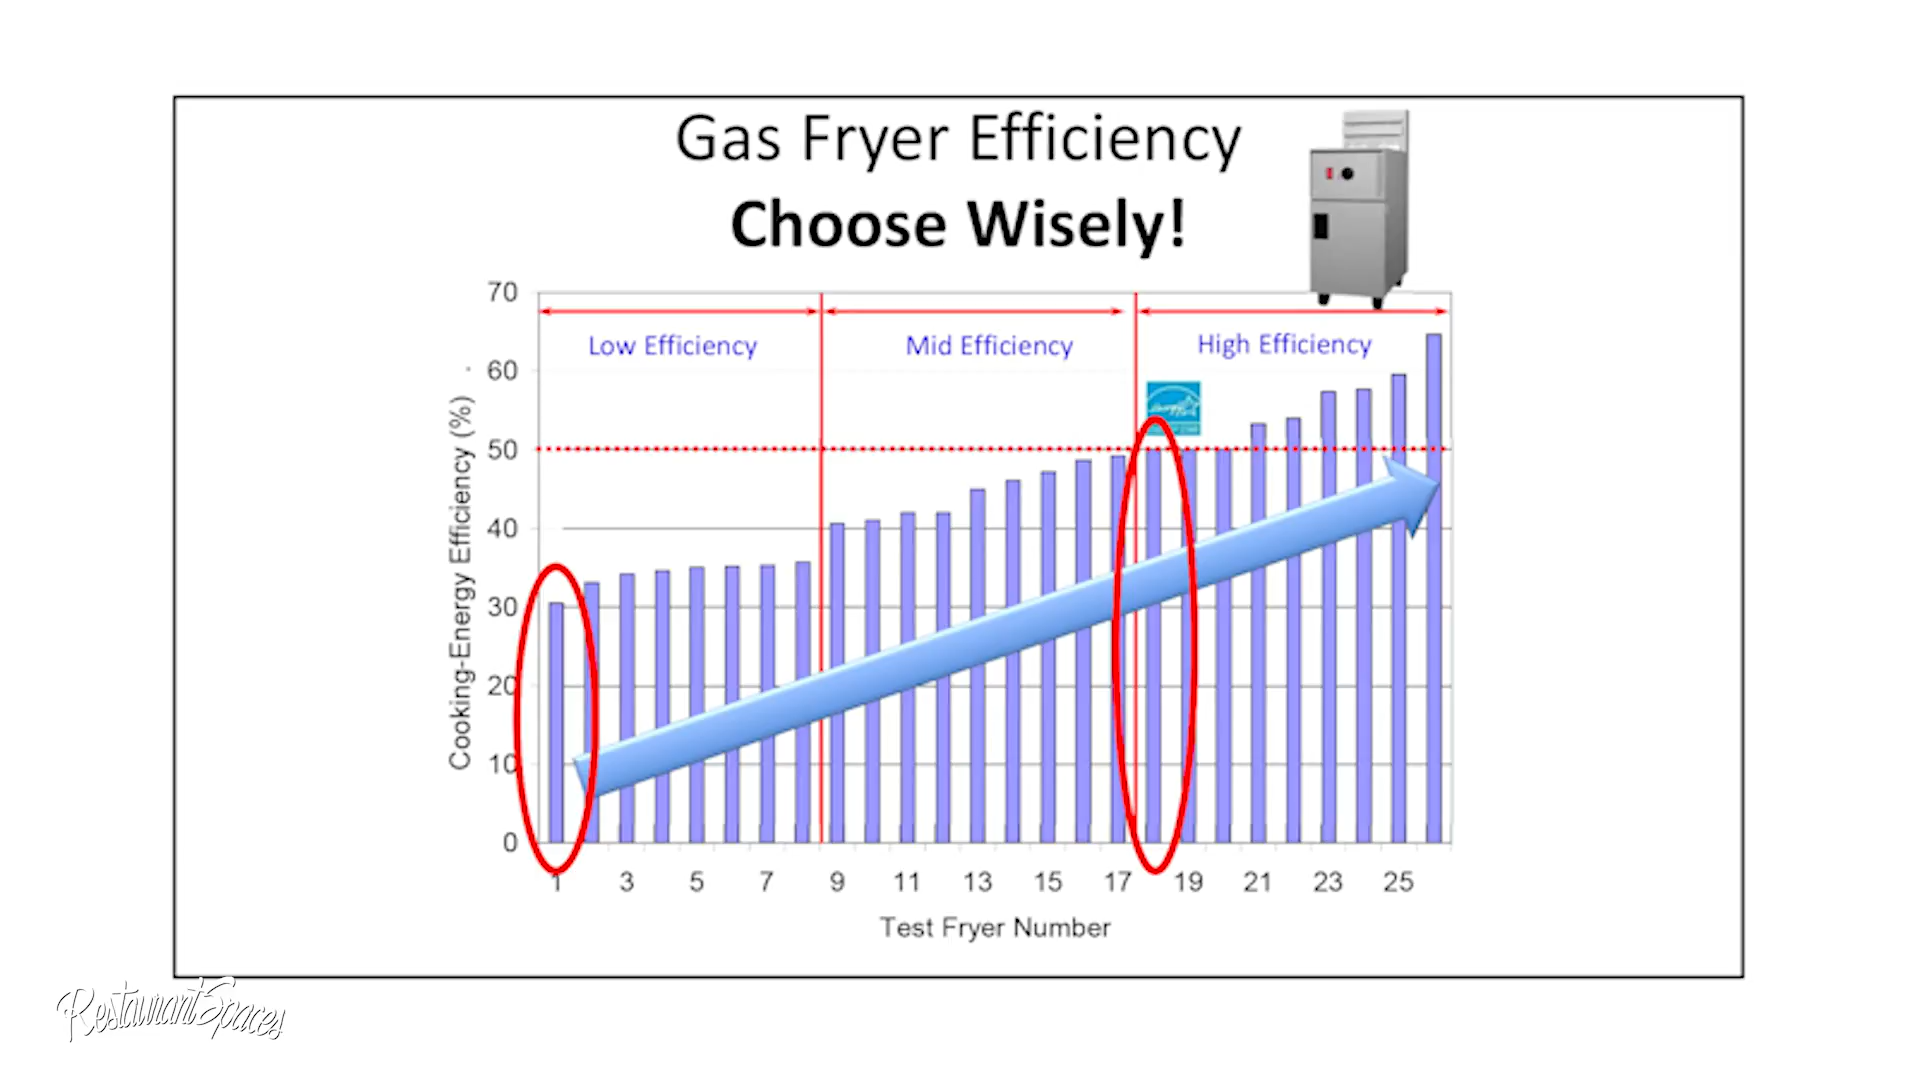 Gas Fryer Efficiency
Choose Wisely!
70
60
50
40
30
20
10
0
Cooking-Energy Efficiency (%)
Low Efficiency
Mid Efficiency
High Efficiency
1 3 5 7 9 11 13 15 17 19 21 23 25
Test Fryer Number
RestaurantSpaces